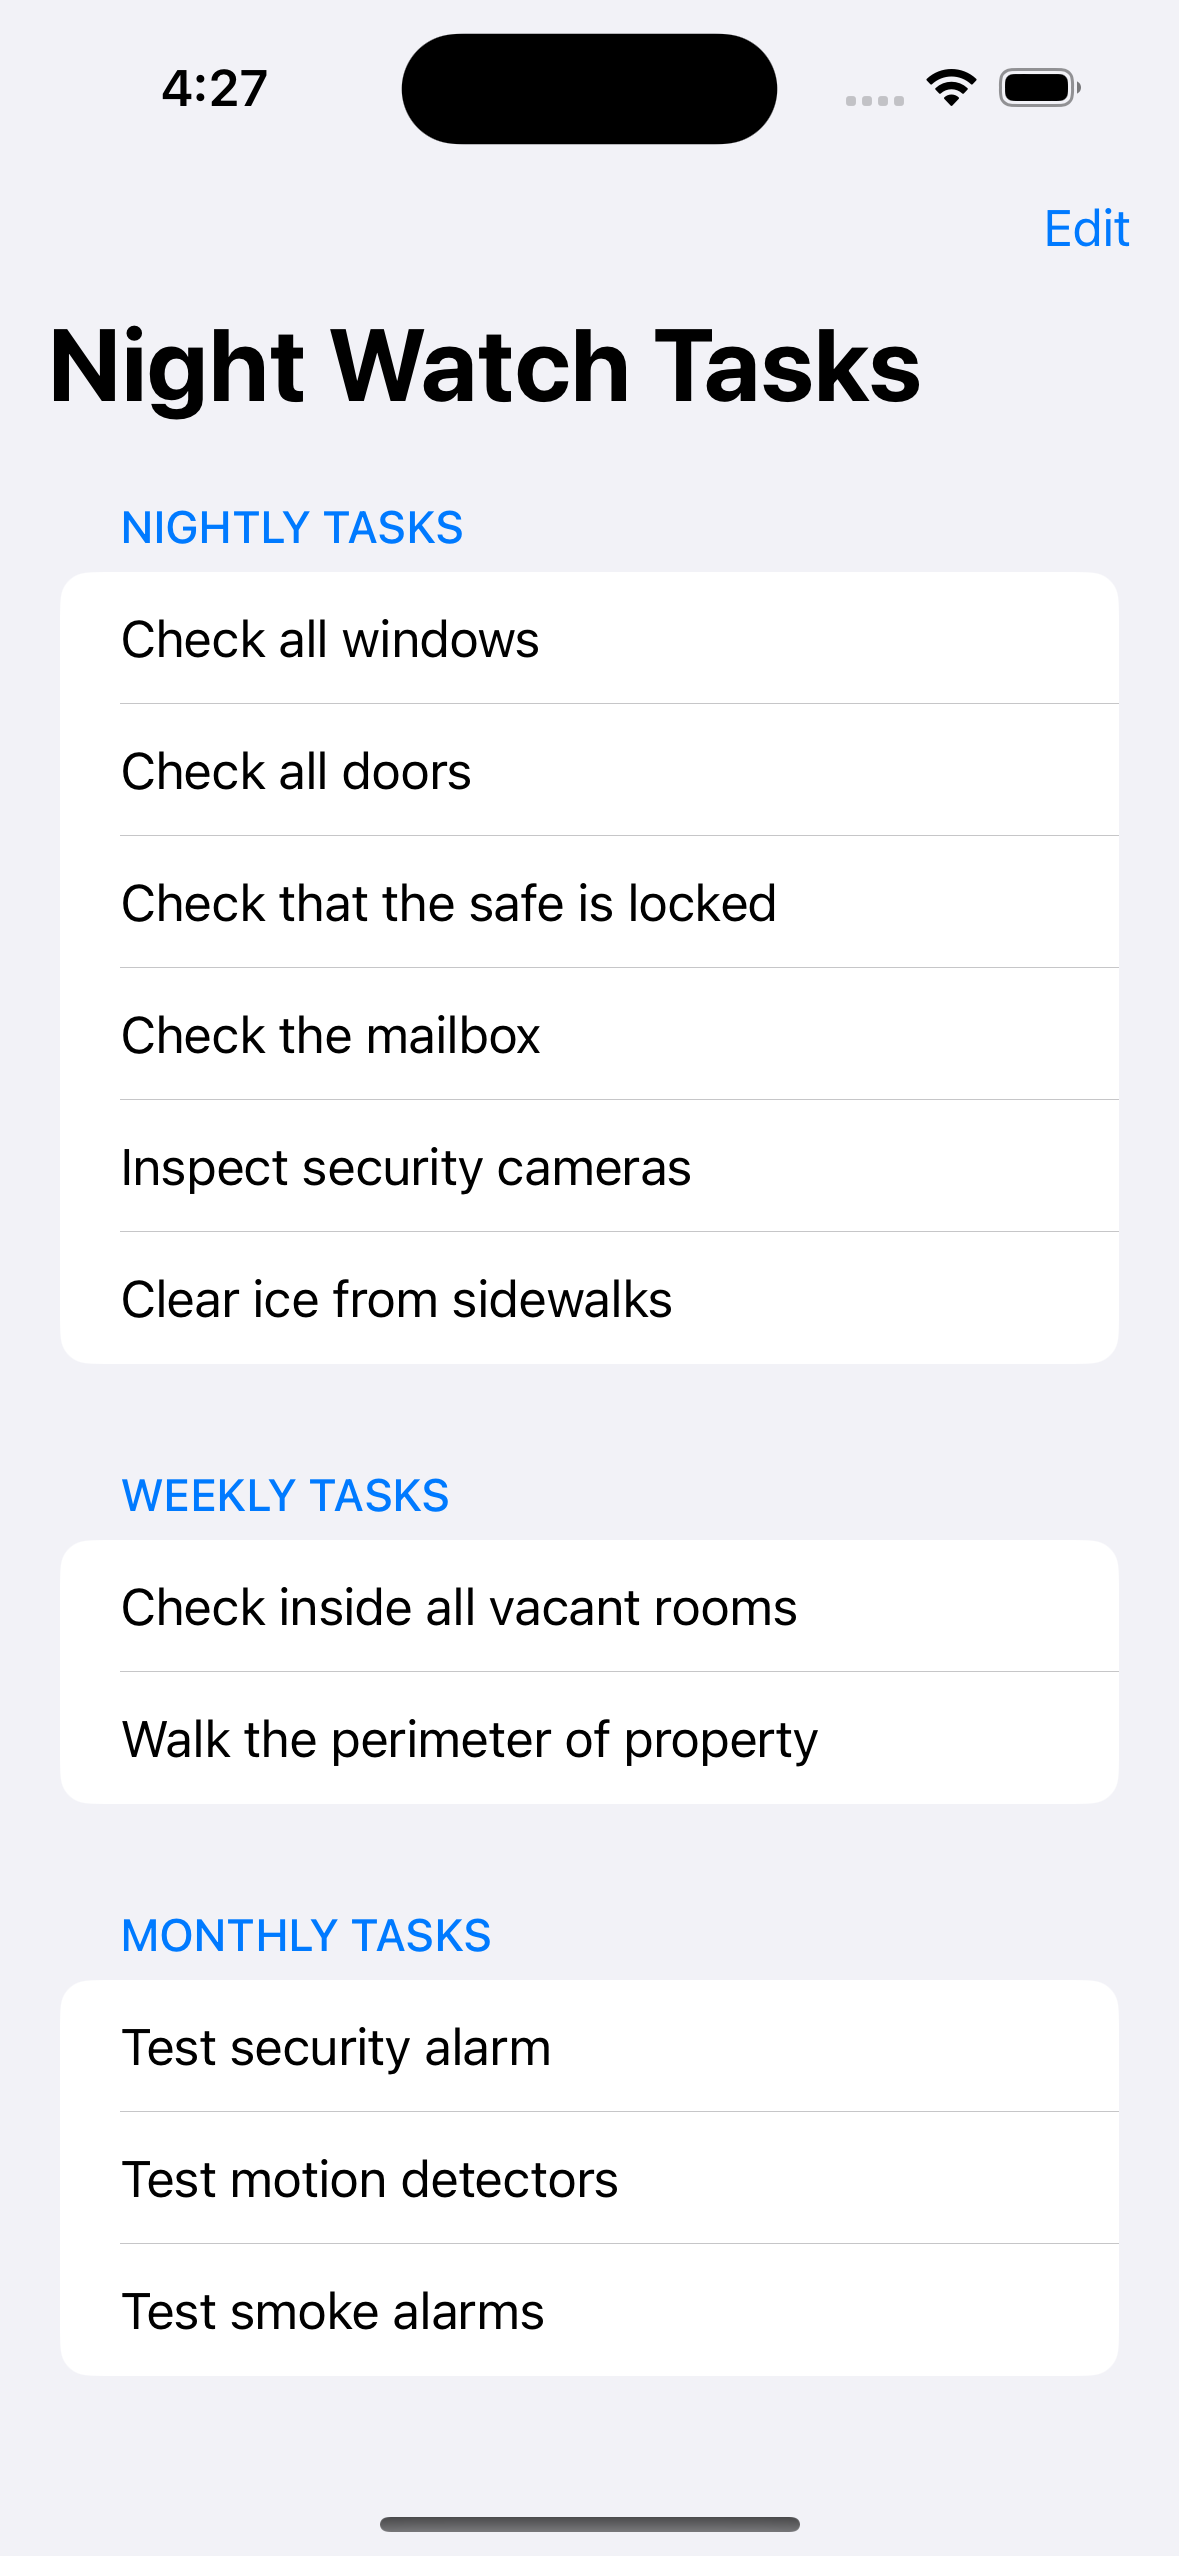 4:27
Edit
Night Watch Tasks
NIGHTLY TASKS
Check all windows
Check all doors
Check that the safe is locked
Check the mailbox
Inspect security cameras
Clear ice from sidewalks
WEEKLY TASKS
Check inside all vacant rooms
Walk the perimeter of property
MONTHLY TASKS
Test security alarm
Test motion detectors
Test smoke alarms